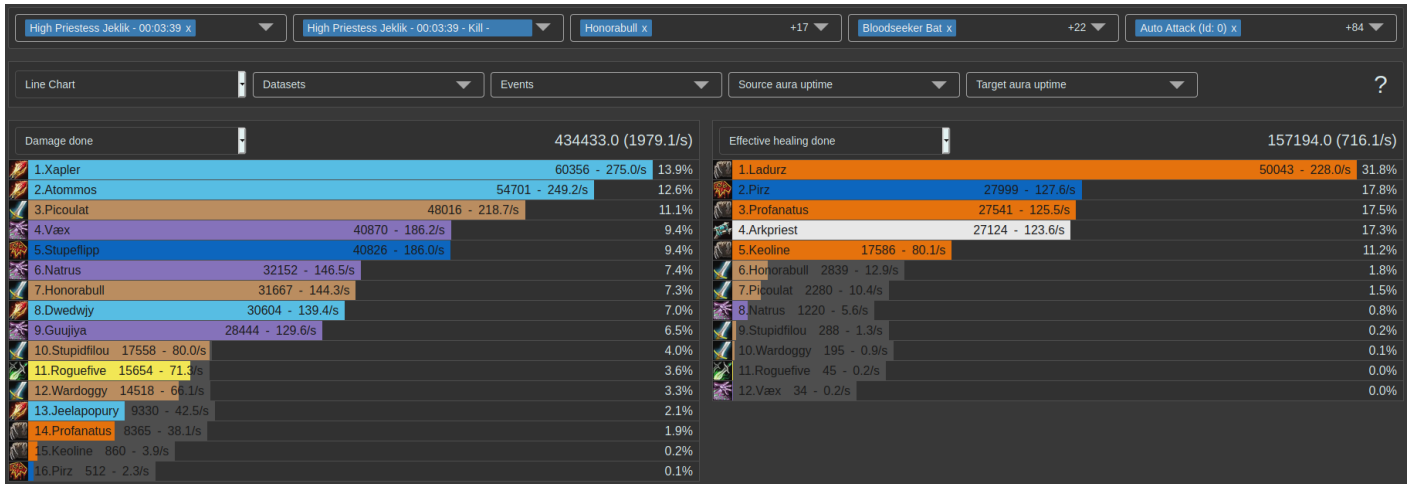 High Priestess Jeklik - 00:03:39 x
High Priestess Jeklik - 00:03:39 - Kill -
Honorabull x +17
Bloodseeker Bat x +22
Auto Attack (Id: 0) x +84
Line Chart
Datasets
Events
Source aura uptime
Target aura uptime
?
Damage done 434433.0 (1979.1/s)
1.Xapler 60356 - 275.0/s 13.9%
2.Atommos 54701 - 249.2/s 12.6%
3.Picoulat 48016 - 218.7/s 11.1%
4.Væx 40870 - 186.2/s 9.4%
5.Stupeflipp 40826 - 186.0/s 9.4%
6.Natrus 32152 - 146.5/s 7.4%
7.Honorabull 31667 - 144.3/s 7.3%
8.Dwedwjy 30604 - 139.4/s 7.0%
9.Guujiya 28444 - 129.6/s 6.5%
10.Stupidfilou 17558 - 80.0/s 4.0%
11.Roguefive 15654 - 71.3/s 3.6%
12.Wardoggy 14518 - 66.1/s 3.3%
13.Jeelapopury 9330 - 42.5/s 2.1%
14.Profanatus 8365 - 38.1/s 1.9%
15.Keoline 860 - 3.9/s 0.2%
16.Pirz 512 - 2.3/s 0.1%
Effective healing done 157194.0 (716.1/s)
1.Ladurz 50043 - 228.0/s 31.8%
2.Pirz 27999 - 127.6/s 17.8%
3.Profanatus 27541 - 125.5/s 17.5%
4.Arkpriest 27124 - 123.6/s 17.3%
5.Keoline 17586 - 80.1/s 11.2%
6.Honorabull 2839 - 12.9/s 1.8%
7.Picoulat 2280 - 10.4/s 1.5%
8.Natrus 1220 - 5.6/s 0.8%
9.Stupidfilou 288 - 1.3/s 0.2%
10.Wardoggy 195 - 0.9/s 0.1%
11.Roguefive 45 - 0.2/s 0.0%
12.Væx 34 - 0.2/s 0.0%